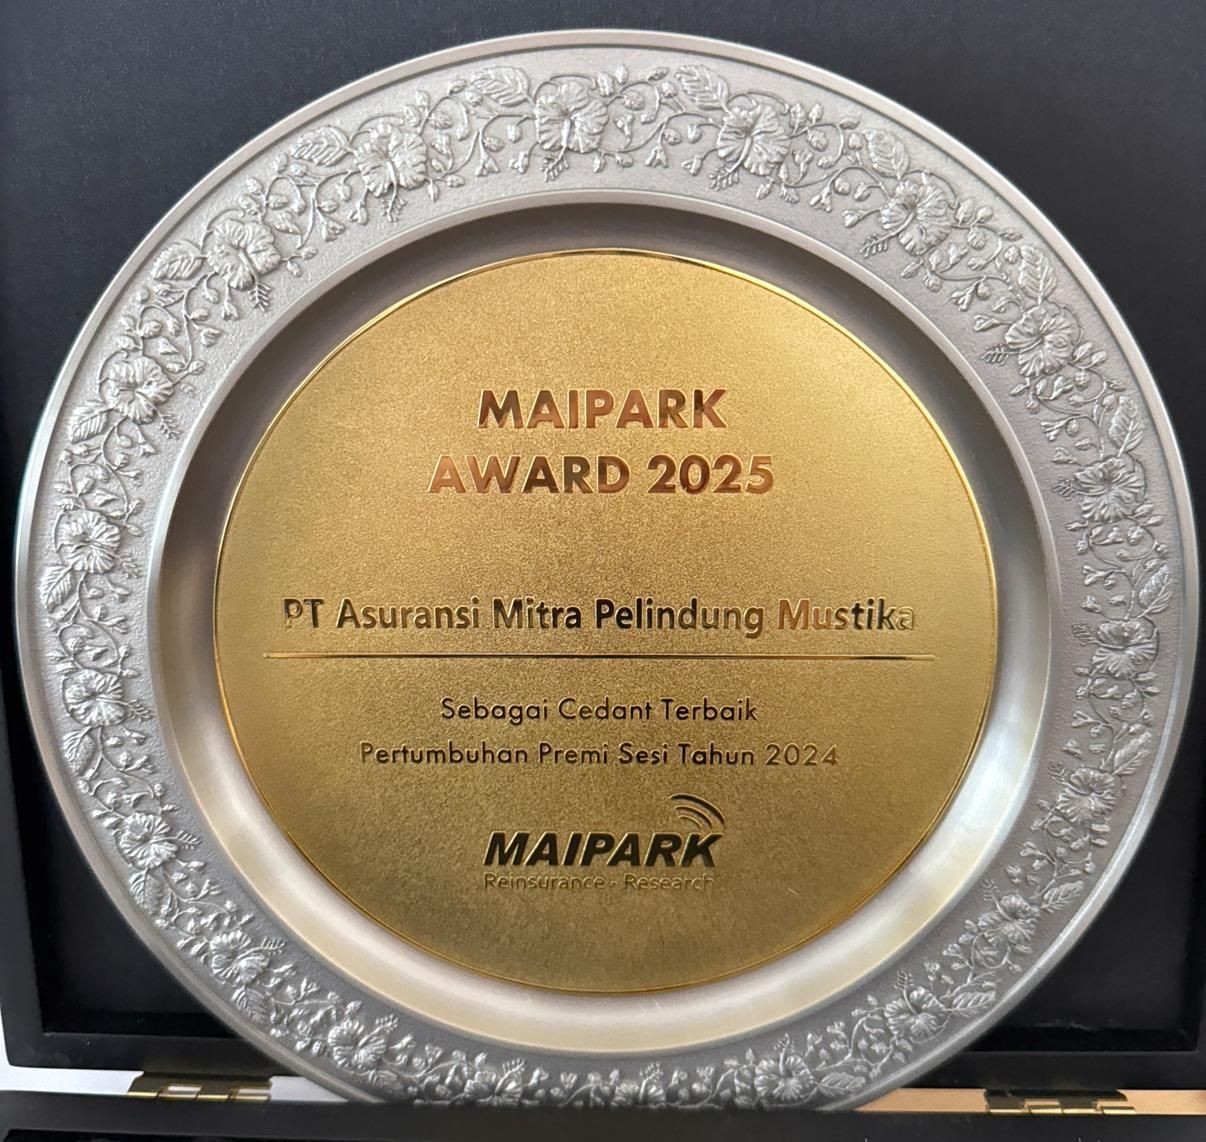 MAIPARK
AWARD 2025
PT Asuransi Mitra Pelindung Mustika
Sebagai Cedant Terbaik
Pertumbuhan Premi Sesi Tahun 2024
MAIPARK
Reinsurance - Research